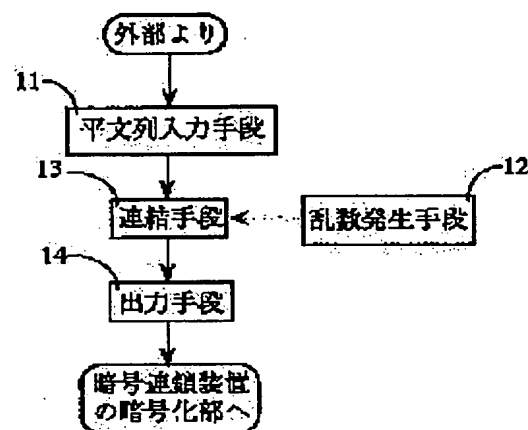 外部より
11
平文列入力手段
13
12
連結手段
乱数発生手段
14
出力手段
暗号連鎖装置
の暗号化部へ